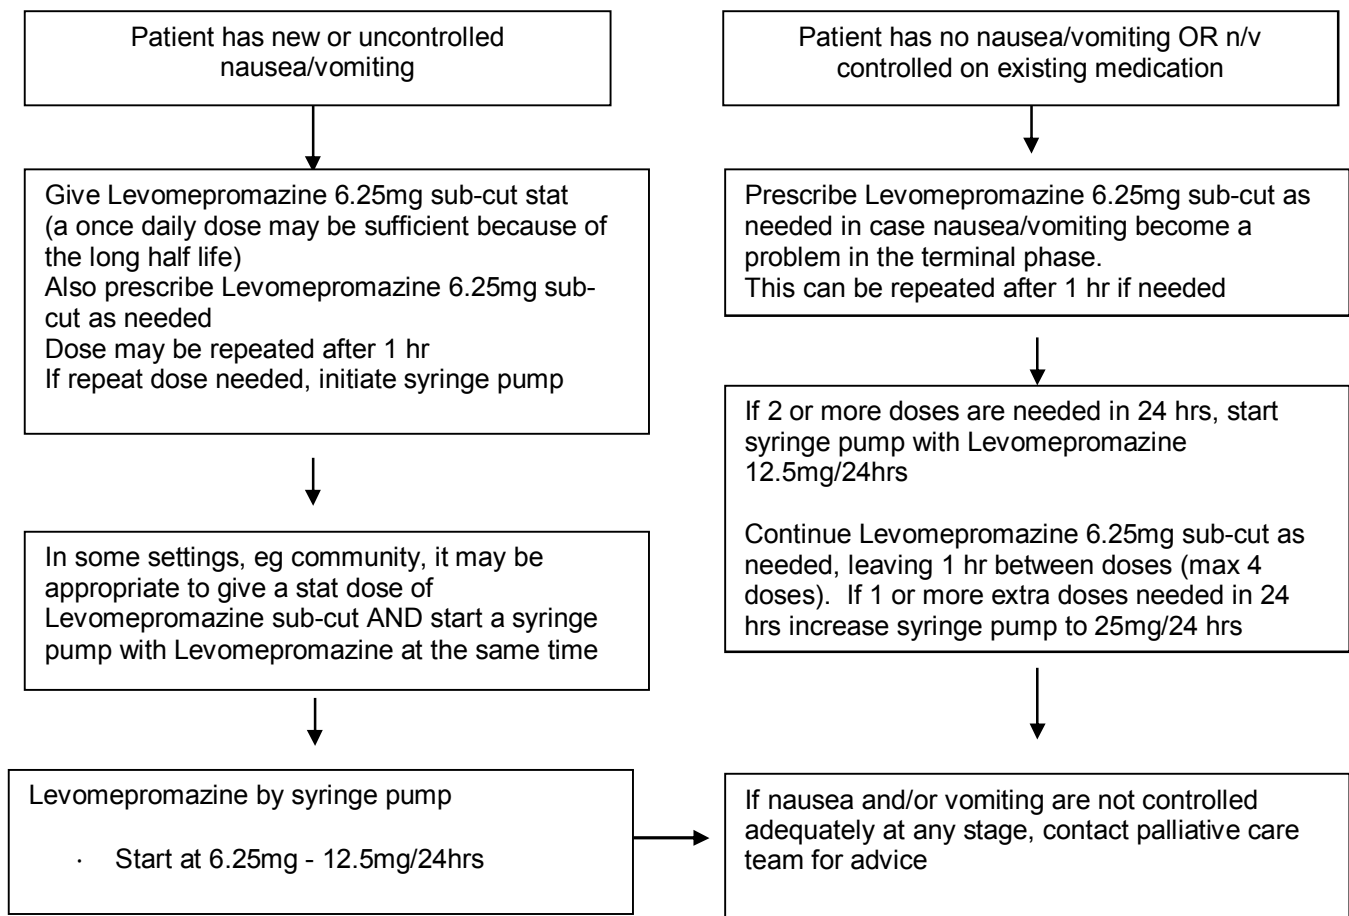 Patient has new or uncontrolled
nausea/vomiting
Give Levomepromazine 6.25mg sub-cut stat
(a once daily dose may be sufficient because of
the long half life)
Also prescribe Levomepromazine 6.25mg sub-
cut as needed
Dose may be repeated after 1 hr
If repeat dose needed, initiate syringe pump
In some settings, eg community, it may be
appropriate to give a stat dose of
Levomepromazine sub-cut AND start a syringe
pump with Levomepromazine at the same time
Levomepromazine by syringe pump
· Start at 6.25mg - 12.5mg/24hrs
Patient has no nausea/vomiting OR n/v
controlled on existing medication
Prescribe Levomepromazine 6.25mg sub-cut as
needed in case nausea/vomiting become a
problem in the terminal phase.
This can be repeated after 1 hr if needed
If 2 or more doses are needed in 24 hrs, start
syringe pump with Levomepromazine
12.5mg/24hrs
Continue Levomepromazine 6.25mg sub-cut as
needed, leaving 1 hr between doses (max 4
doses).  If 1 or more extra doses needed in 24
hrs increase syringe pump to 25mg/24 hrs
If nausea and/or vomiting are not controlled
adequately at any stage, contact palliative care
team for advice